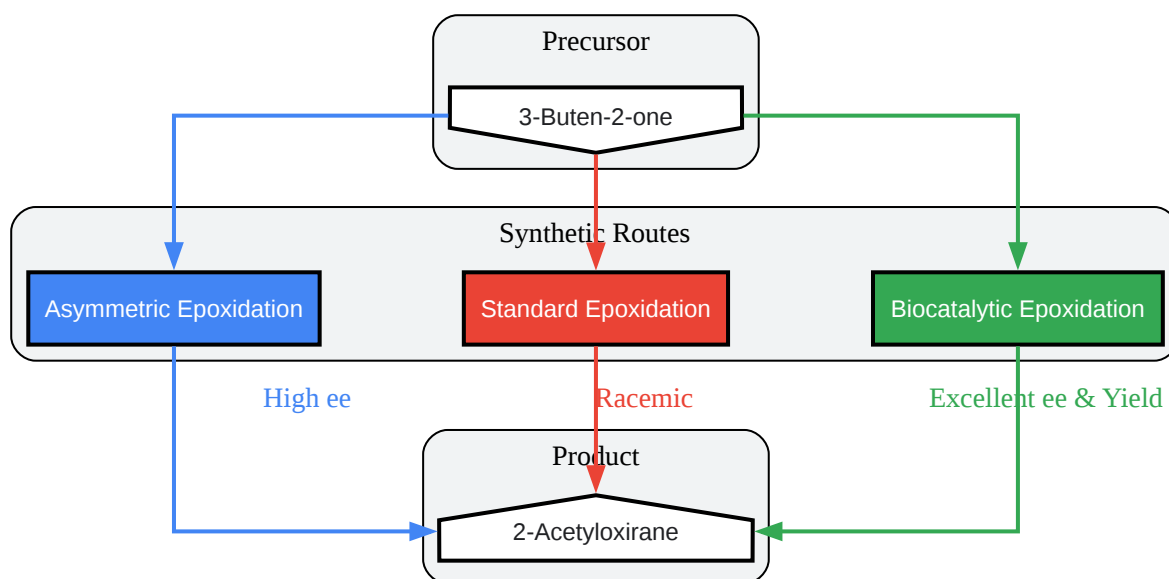 Precursor
3-Buten-2-one
Synthetic Routes
Asymmetric Epoxidation
Standard Epoxidation
Biocatalytic Epoxidation
High ee
Racemic
Excellent ee & Yield
Product
2-Acetyloxirane